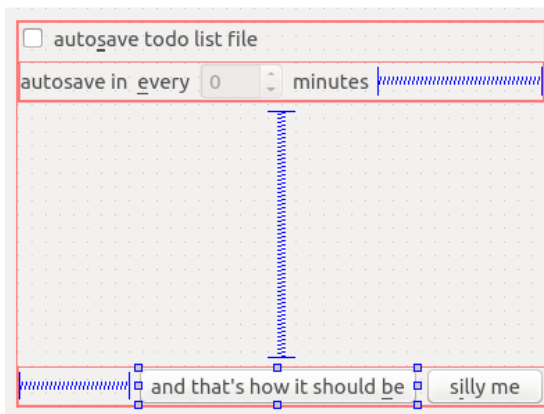 autosave todo list file
autosave in every 0 minutes
and that's how it should be silly me